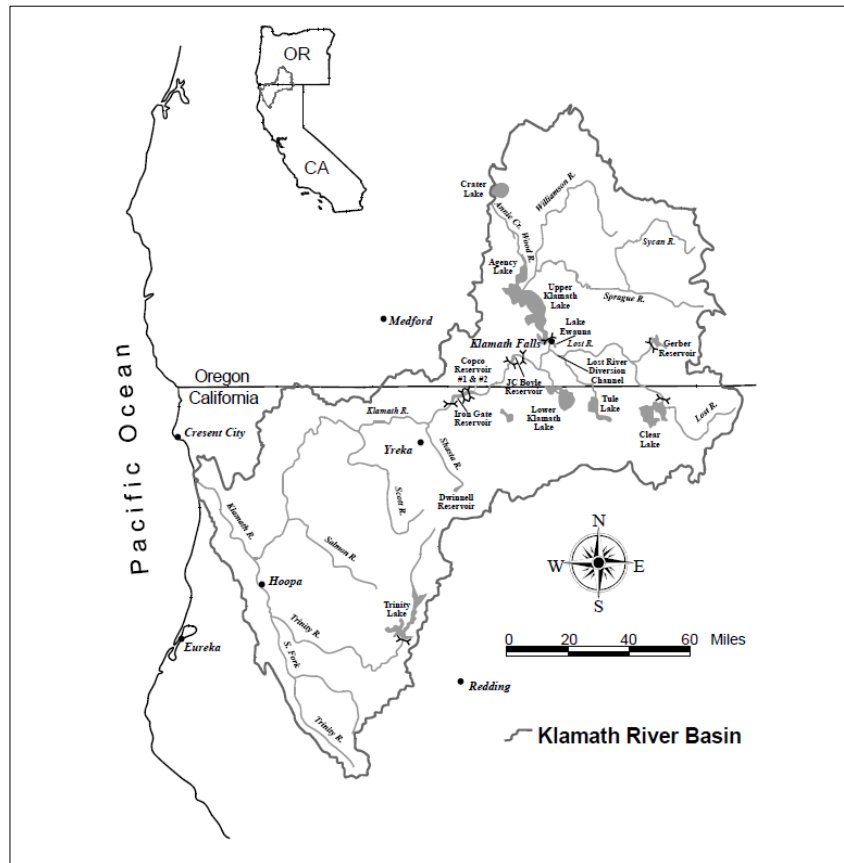 OR
CA
Crater
Lake
Annie Cr.
Wood R.
Williamson R.
Sycan R.
Agency
Lake
Upper
Klamath
Lake
Sprague R.
Medford
Lake
Ewauna
Klamath Falls
Lost R.
Gerber
Reservoir
Copco
Reservoir
#1 & #2
Lost River
Diversion
Channel
JC Boyle
Reservoir
Oregon
California
Pacific Ocean
Klamath R.
Iron Gate
Reservoir
Lower
Klamath
Lake
Tule
Lake
Clear
Lake
Lost R.
Cresent City
Yreka
Shasta R.
Scott R.
Dwinnell
Reservoir
Klamath R.
Salmon R.
Hoopa
Trinity
Lake
Trinity R.
S. Fork
Trinity R.
Eureka
Redding
N
W
E
S
0 20 40 60 Miles
Klamath River Basin